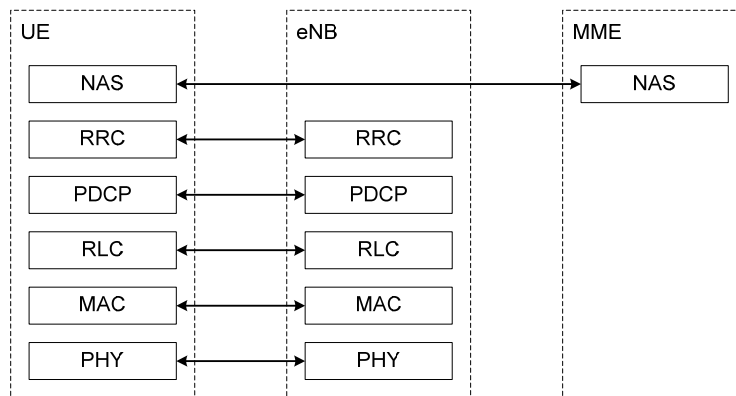 UE eNB MME
NAS NAS
RRC RRC
PDCP PDCP
RLC RLC
MAC MAC
PHY PHY